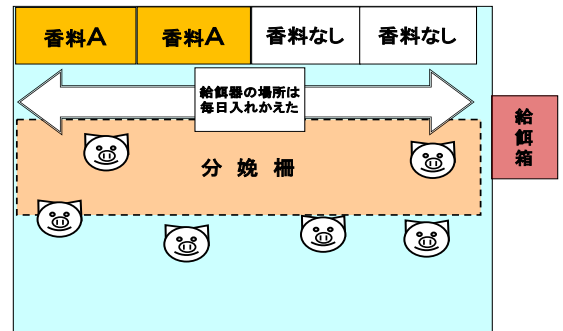 香料A
香料A
香料なし
香料なし
給餌器の場所は
毎日入れかえた
給餌箱
分娩柵